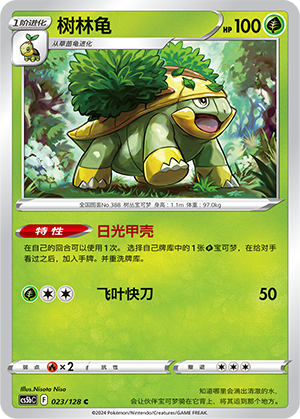 1阶进化
树林龟
HP 100
从草苗龟进化
全国图鉴No.388 树丛宝可梦 身高：1.1m 体重：97.0kg
特性 日光甲壳
在自己的回合可以使用1次。选择自己牌库中的1张宝可梦，在给对手
看过之后，加入手牌。并重洗牌库。
飞叶快刀 50
弱点 ×2 抵抗力 撤退
Illus. Nisota Niso
CS5bC F 023/128 C
知道哪里会涌出清澈的水，
会让伙伴宝可梦骑在它背上，将其运到那个地方。
©2024 Pokémon/Nintendo/Creatures/GAME FREAK.